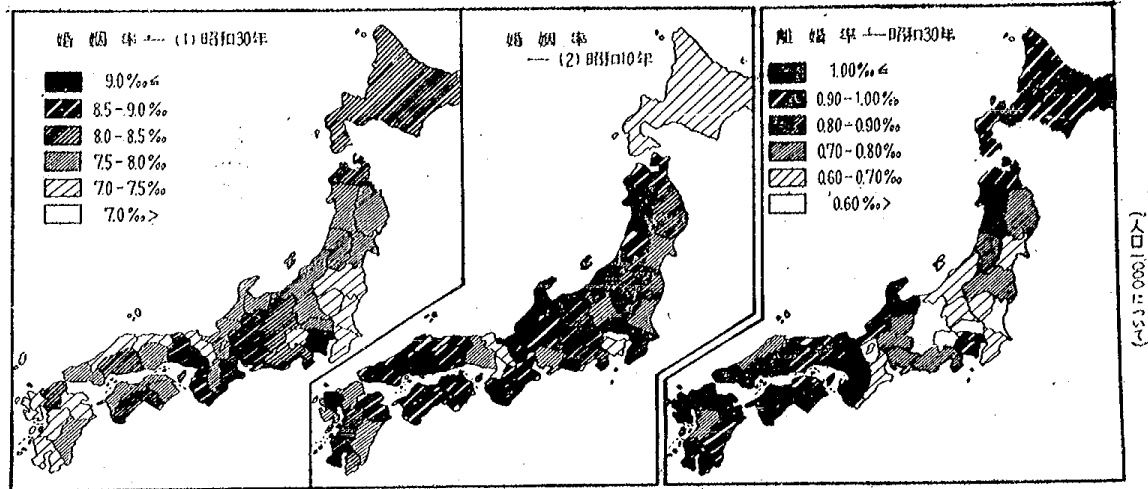 婚姻率 — (1) 昭和30年
9.0‰≦
8.5-9.0‰
8.0-8.5‰
7.5-8.0‰
7.0-7.5‰
7.0‰>
婚姻率
— (2) 昭和10年
離婚率 — 昭和30年
1.00‰≦
0.90-1.00‰
0.80-0.90‰
0.70-0.80‰
0.60-0.70‰
0.60‰>
(人口1000について)